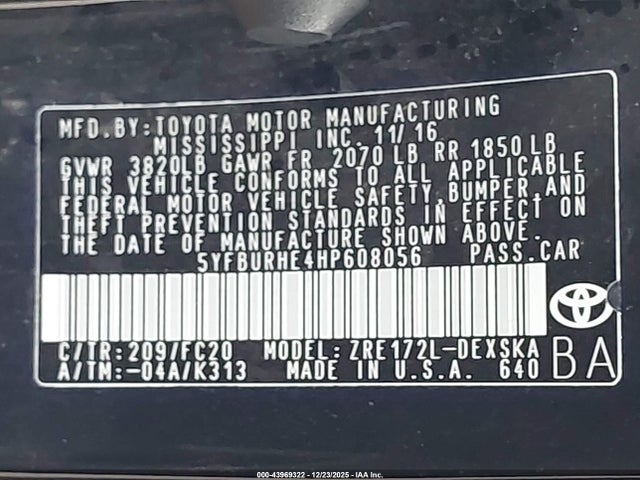 MFD.BY:TOYOTA MOTOR MANUFACTURING
MISSISSIPPI INC. 11/16
GVWR 3820LB GAWR FR 2070 LB RR 1850 LB
THIS VEHICLE CONFORMS TO ALL APPLICABLE
FEDERAL MOTOR VEHICLE SAFETY,BUMPER,AND
THEFT PREVENTION STANDARDS IN EFFECT ON
THE DATE OF MANUFACTURE SHOWN ABOVE.
5YFBURHE4HP608056 PASS.CAR
C/TR:209/FC20 MODEL:ZRE172L-DEXSKA
A/TM:-04A/K313 MADE IN U.S.A. 640
BA
000-43969322 - 12/23/2025 - IAA Inc.